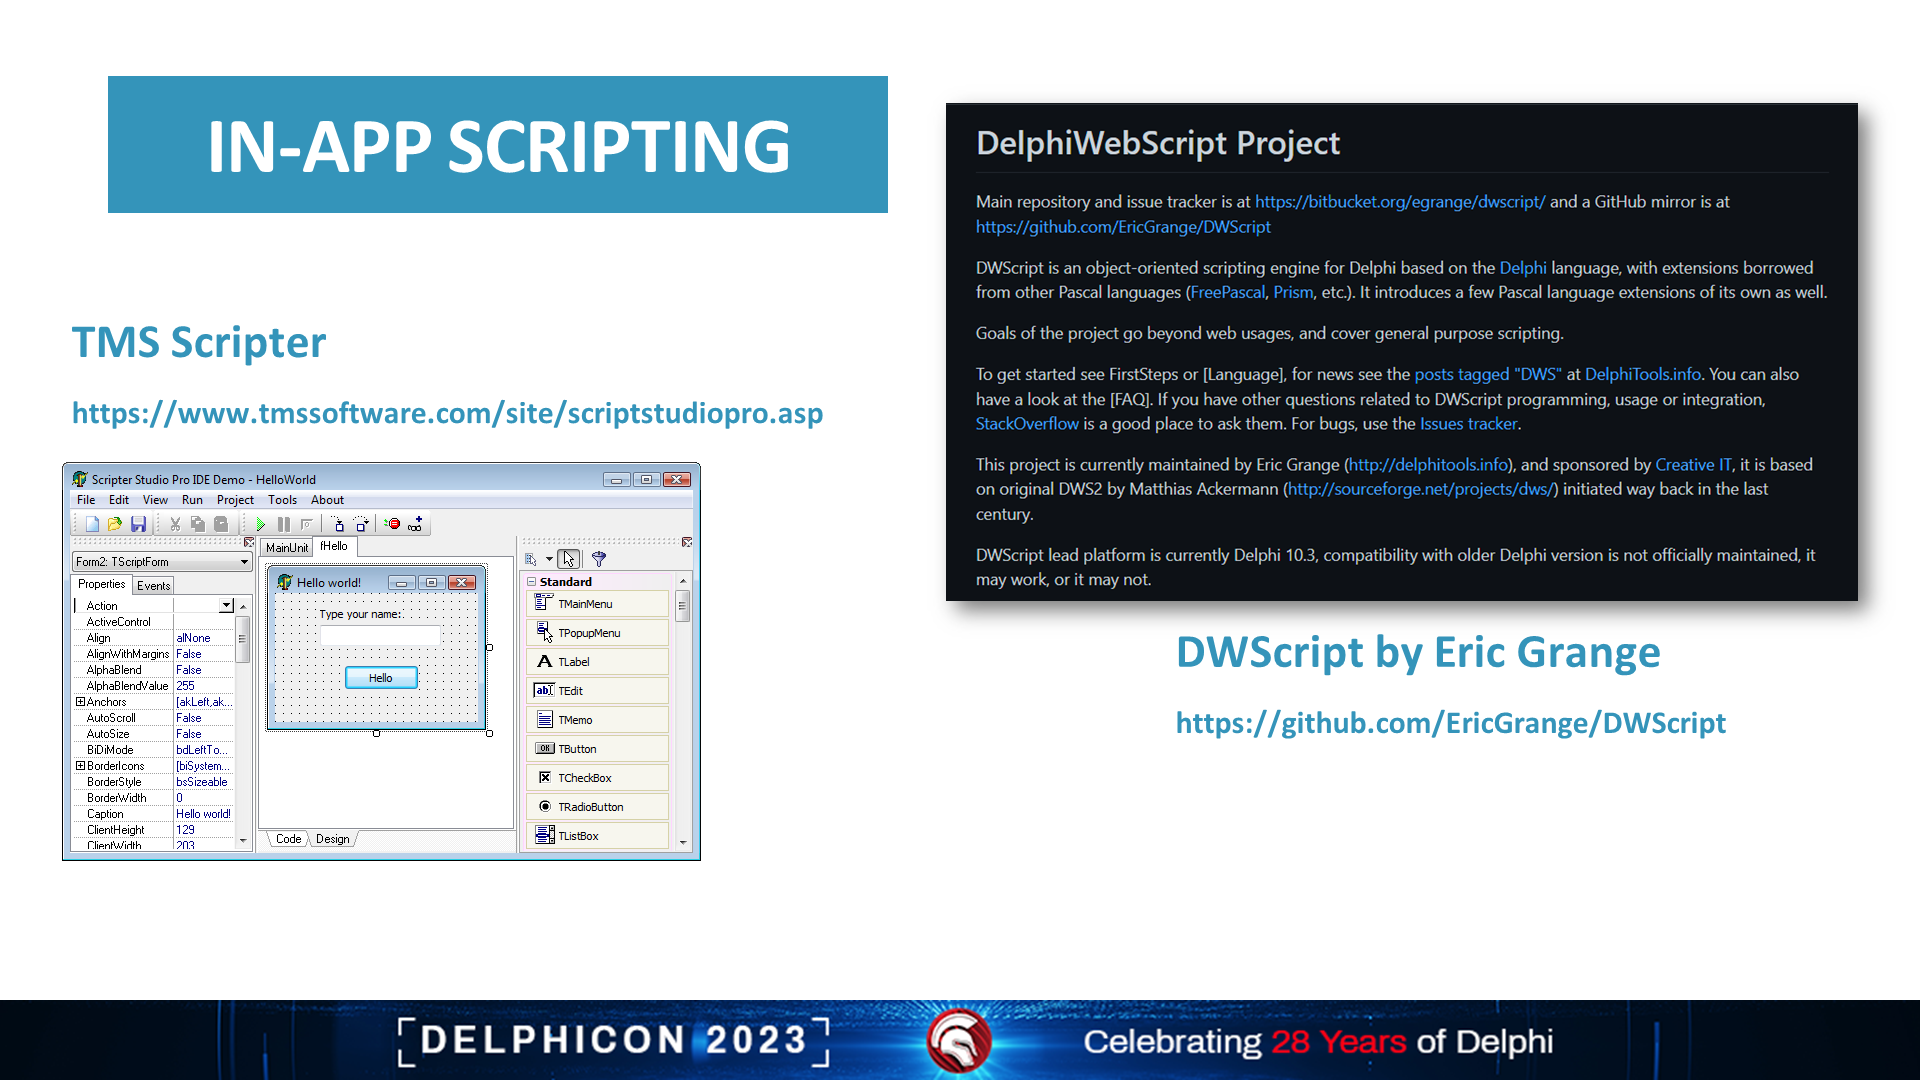 IN-APP SCRIPTING
TMS Scripter
https://www.tmssoftware.com/site/scriptstudiopro.asp
Scripter Studio Pro IDE Demo - HelloWorld
File Edit View Run Project Tools About
Form2: TScriptForm
Properties Events
Action
ActiveControl
Align alNone
AlignWithMargins False
AlphaBlend False
AlphaBlendValue 255
Anchors [akLeft,ak...
AutoScroll False
AutoSize False
BiDiMode bdLeftTo...
BorderIcons [biSystem...
BorderStyle bsSizeable
BorderWidth 0
Caption Hello world!
ClientHeight 129
ClientWidth 203
MainUnit fHello
Hello world!
Type your name:
Hello
Code Design
Standard
TMainMenu
TPopupMenu
A TLabel
ab TEdit
TMemo
OK TButton
TCheckBox
TRadioButton
TListBox
DelphiWebScript Project
Main repository and issue tracker is at https://bitbucket.org/egrange/dwscript/ and a GitHub mirror is at
https://github.com/EricGrange/DWScript
DWScript is an object-oriented scripting engine for Delphi based on the Delphi language, with extensions borrowed
from other Pascal languages (FreePascal, Prism, etc.). It introduces a few Pascal language extensions of its own as well.
Goals of the project go beyond web usages, and cover general purpose scripting.
To get started see FirstSteps or [Language], for news see the posts tagged "DWS" at DelphiTools.info. You can also
have a look at the [FAQ]. If you have other questions related to DWScript programming, usage or integration,
StackOverflow is a good place to ask them. For bugs, use the Issues tracker.
This project is currently maintained by Eric Grange (http://delphitools.info), and sponsored by Creative IT, it is based
on original DWS2 by Matthias Ackermann (http://sourceforge.net/projects/dws/) initiated way back in the last
century.
DWScript lead platform is currently Delphi 10.3, compatibility with older Delphi version is not officially maintained, it
may work, or it may not.
DWScript by Eric Grange
https://github.com/EricGrange/DWScript
[DELPHICON 2023]
Celebrating 28 Years of Delphi